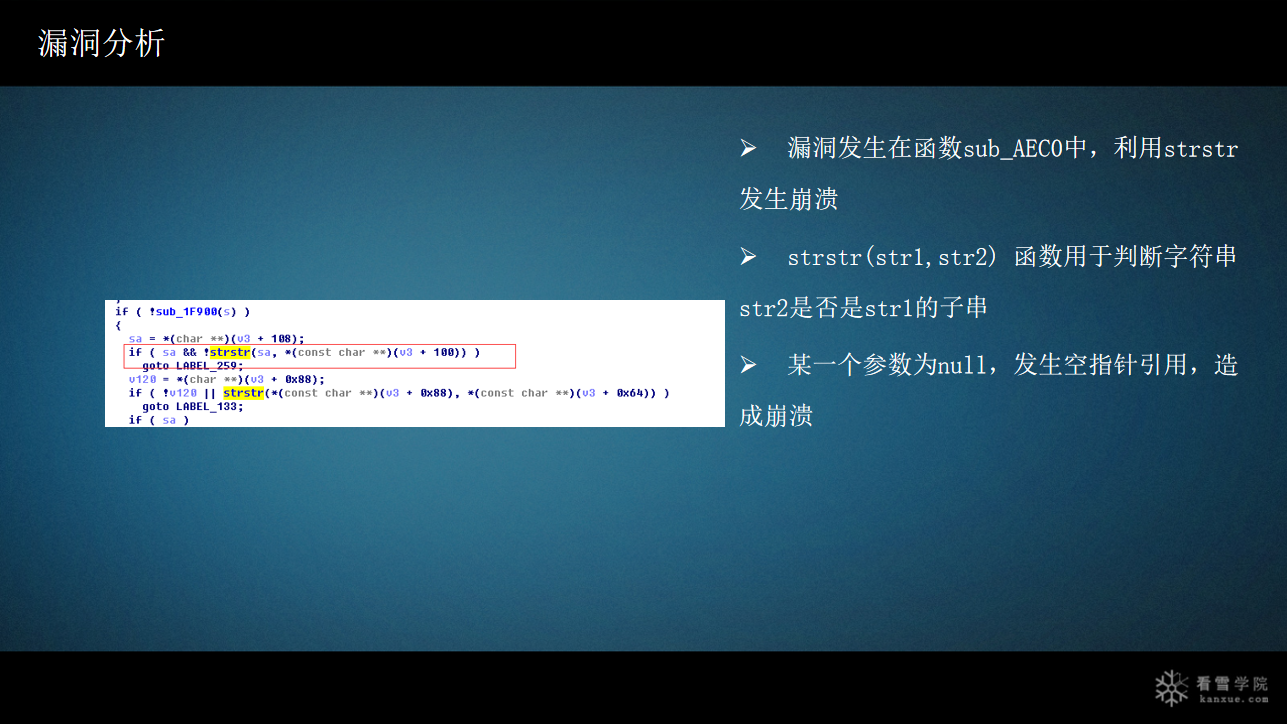 漏洞分析
if ( !sub_1F900(s) )
{
sa = *(char **)(v3 + 108);
if ( sa && !strstr(sa, *(const char **)(v3 + 100)) )
goto LABEL_259;
v120 = *(char **)(v3 + 0x88);
if ( !v120 || strstr(*(const char **)(v3 + 0x88), *(const char **)(v3 + 0x64)) )
goto LABEL_133;
if ( sa )
➢ 漏洞发生在函数sub_AEC0中，利用strstr
发生崩溃
➢ strstr(str1,str2) 函数用于判断字符串
str2是否是str1的子串
➢ 某一个参数为null，发生空指针引用，造
成崩溃
看雪学院
kanxue.com